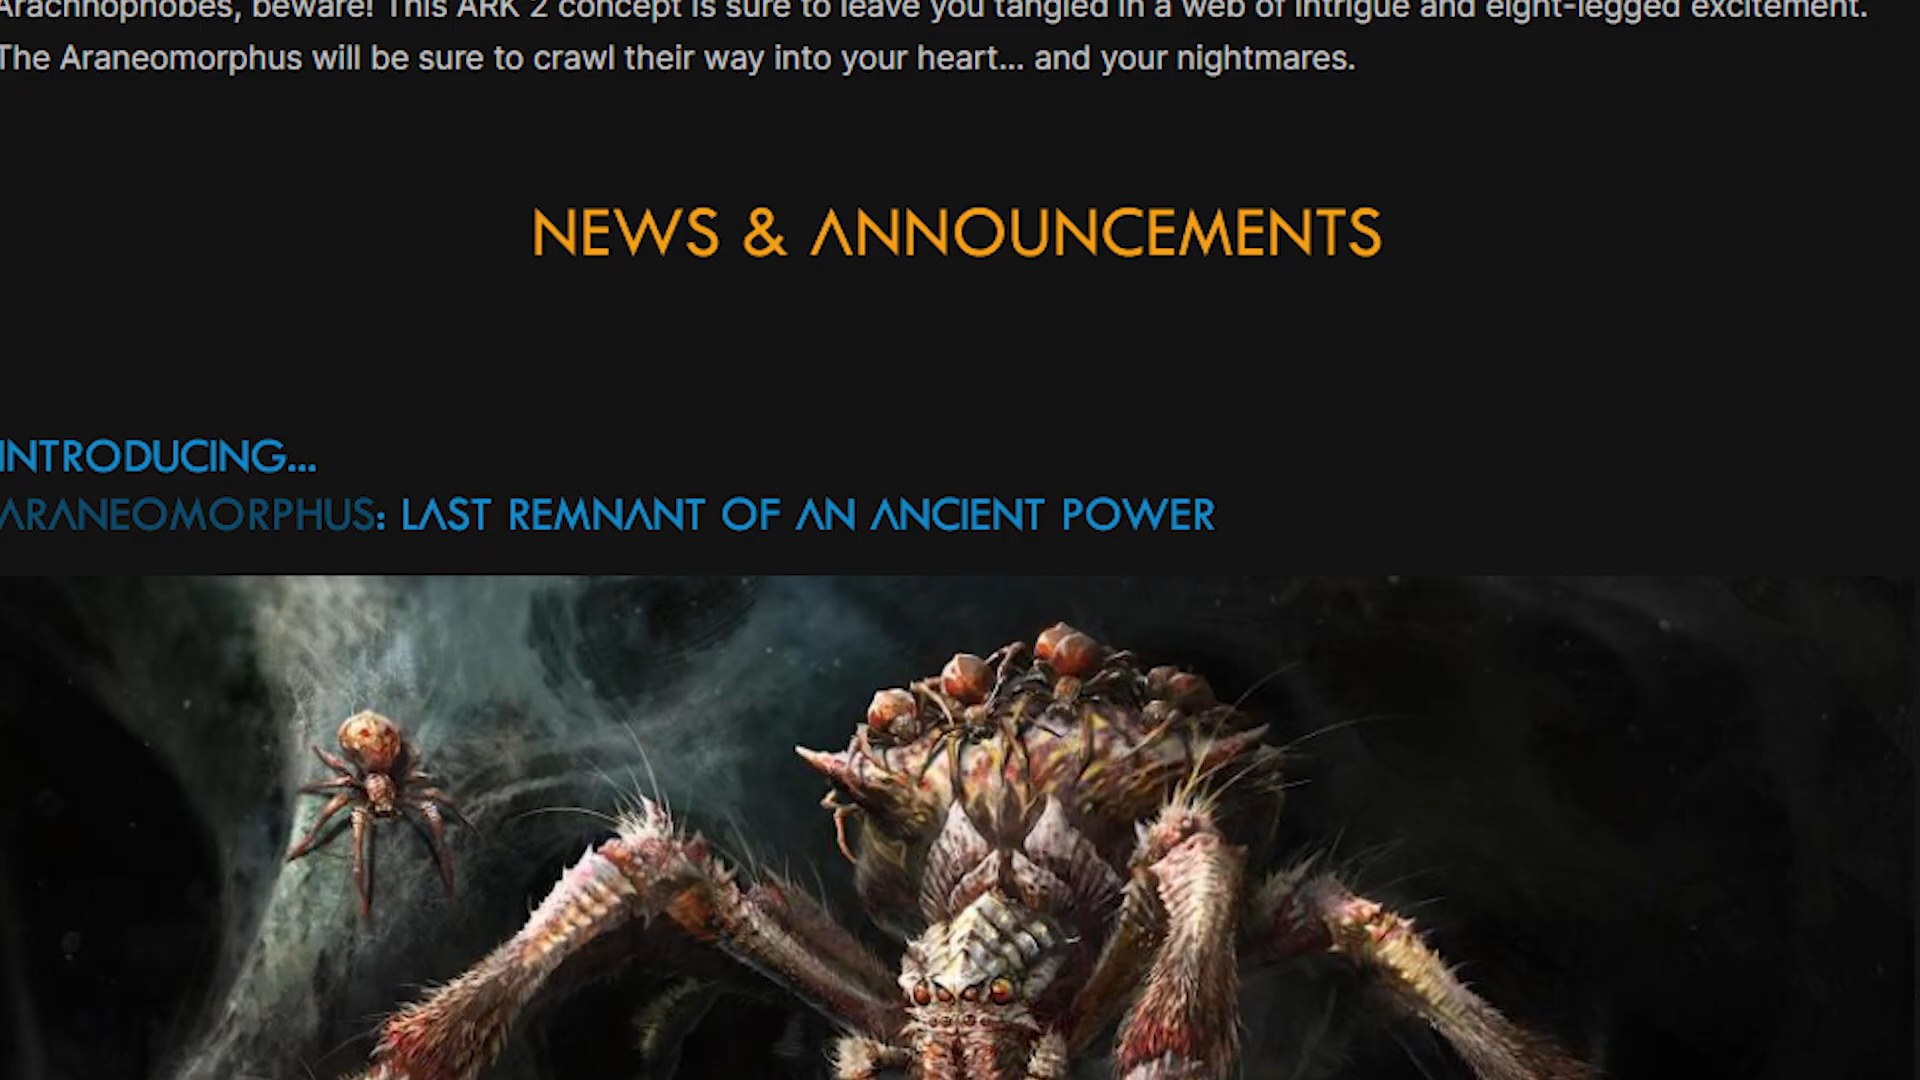 Arachnophobes, beware! This ARK 2 concept is sure to leave you tangled in a web of intrigue and eight-legged excitement.
The Araneomorphus will be sure to crawl their way into your heart... and your nightmares.
NEWS & ANNOUNCEMENTS
INTRODUCING...
ARANEOMORPHUS: LAST REMNANT OF AN ANCIENT POWER